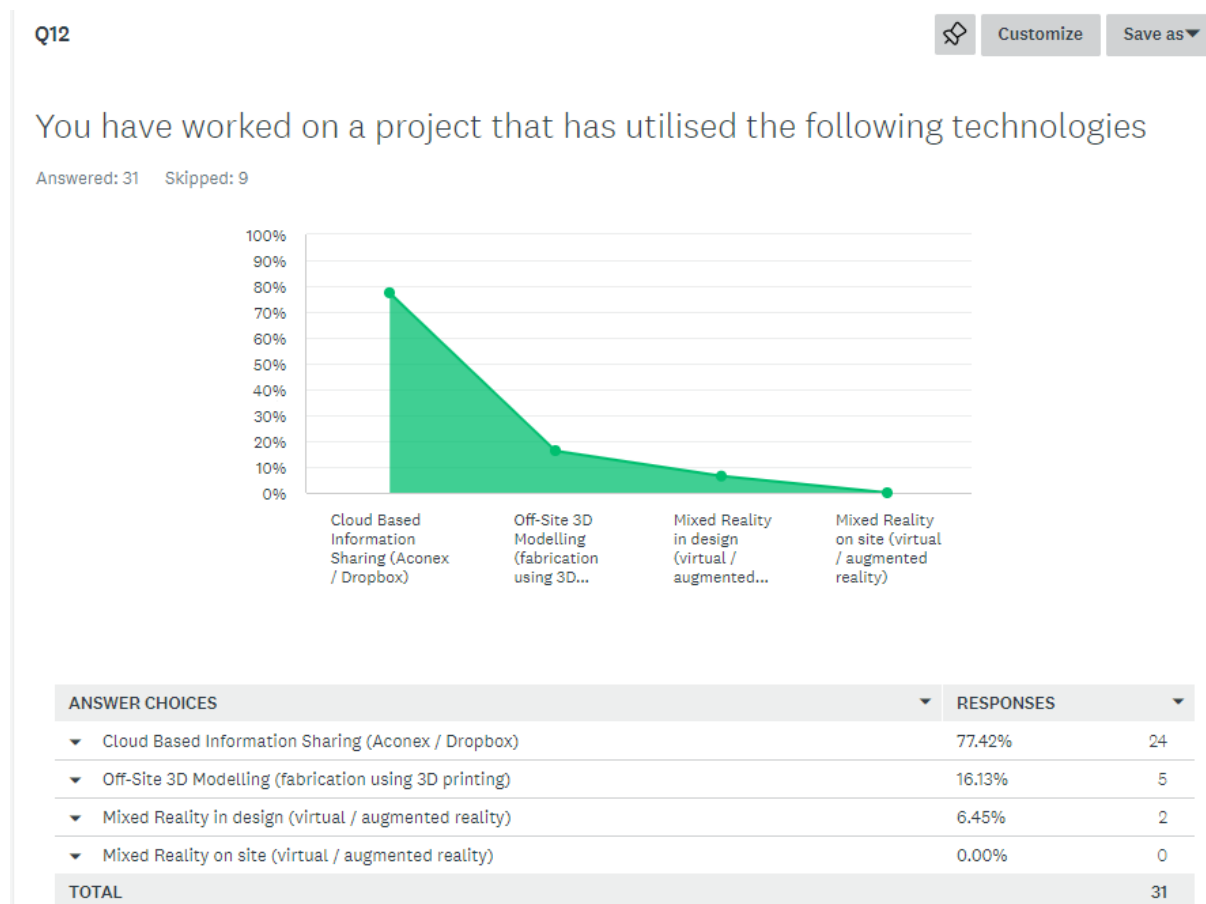 Q12
Customize
Save as
You have worked on a project that has utilised the following technologies
Answered: 31 Skipped: 9
100%
90%
80%
70%
60%
50%
40%
30%
20%
10%
0%
Cloud Based
Information
Sharing (Aconex
/ Dropbox)
Off-Site 3D
Modelling
(fabrication
using 3D...
Mixed Reality
in design
(virtual /
augmented...
Mixed Reality
on site (virtual
/ augmented
reality)
ANSWER CHOICES RESPONSES
Cloud Based Information Sharing (Aconex / Dropbox) 77.42% 24
Off-Site 3D Modelling (fabrication using 3D printing) 16.13% 5
Mixed Reality in design (virtual / augmented reality) 6.45% 2
Mixed Reality on site (virtual / augmented reality) 0.00% 0
TOTAL 31